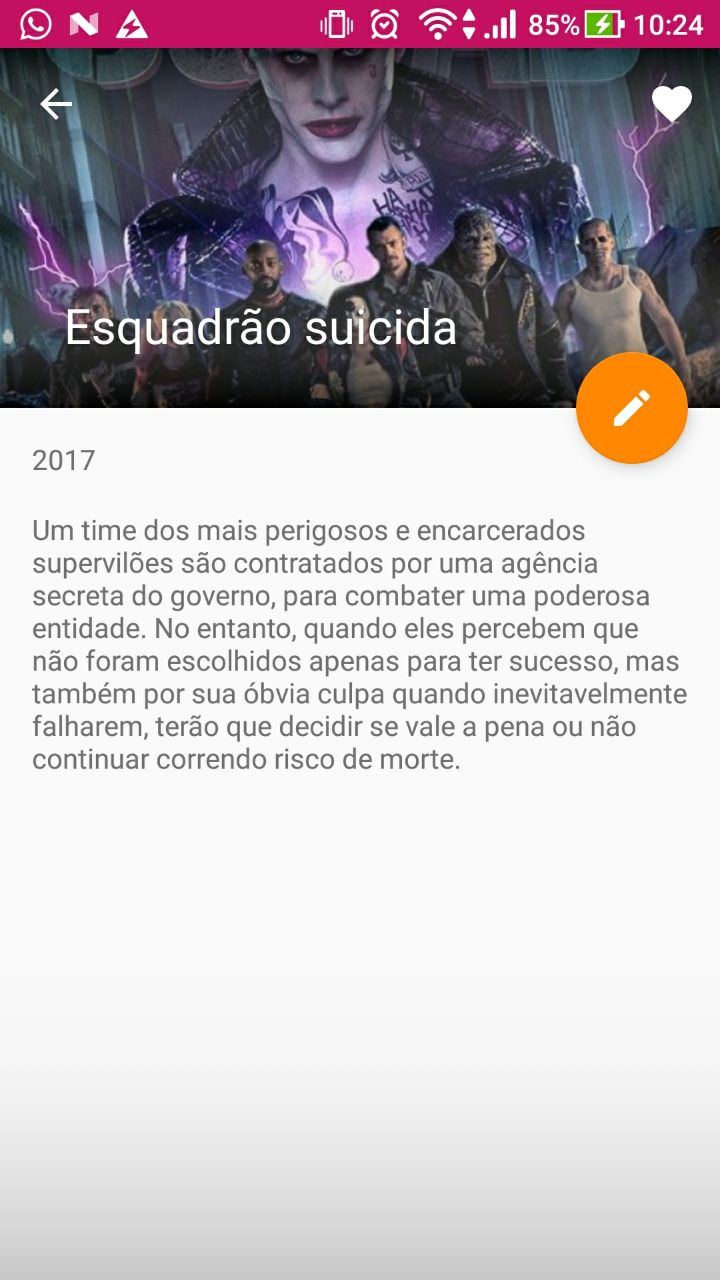 85% 10:24
Esquadrão suicida
2017
Um time dos mais perigosos e encarcerados
supervilões são contratados por uma agência
secreta do governo, para combater uma poderosa
entidade. No entanto, quando eles percebem que
não foram escolhidos apenas para ter sucesso, mas
também por sua óbvia culpa quando inevitavelmente
falharem, terão que decidir se vale a pena ou não
continuar correndo risco de morte.